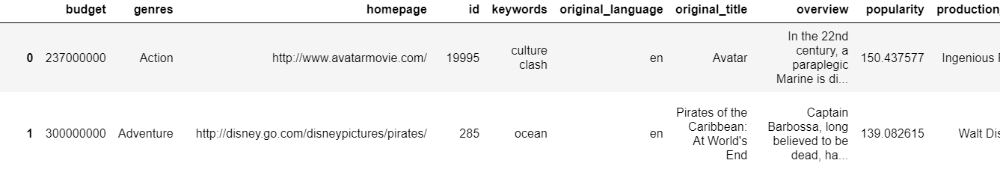 budget genres homepage id keywords original_language original_title overview popularity production_
0 237000000 Action http://www.avatarmovie.com/ 19995 culture clash en Avatar In the 22nd century, a paraplegic Marine is di... 150.437577 Ingenious
1 300000000 Adventure http://disney.go.com/disneypictures/pirates/ 285 ocean en Pirates of the Caribbean: At World's End Captain Barbossa, long believed to be dead, ha... 139.082615 Walt Dis